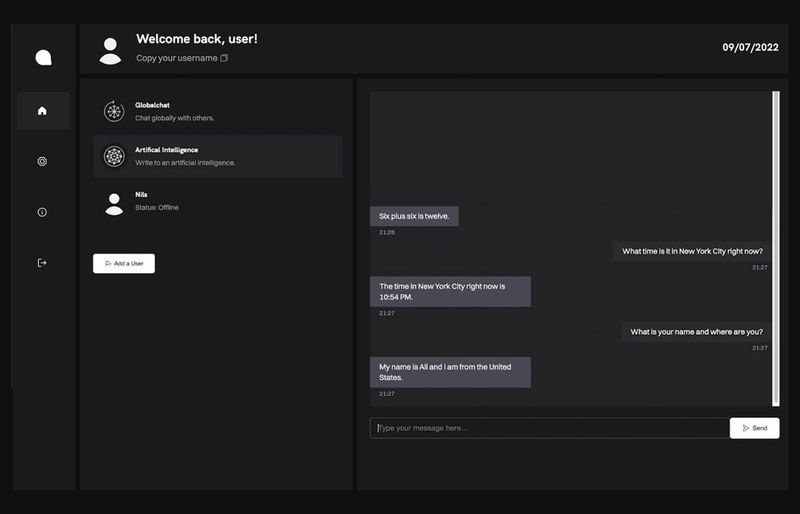 Welcome back, user!
Copy your username
09/07/2022
Globalchat
Chat globally with others.
Artifical Intelligence
Write to an artificial intelligence.
Nils
Status: Offline
Add a User
Six plus six is twelve.
21:26
What time is it in New York City right now?
21:27
The time in New York City right now is
10:54 PM.
21:27
What is your name and where are you?
21:27
My name is Ali and I am from the United
States.
21:27
Type your message here...
Send